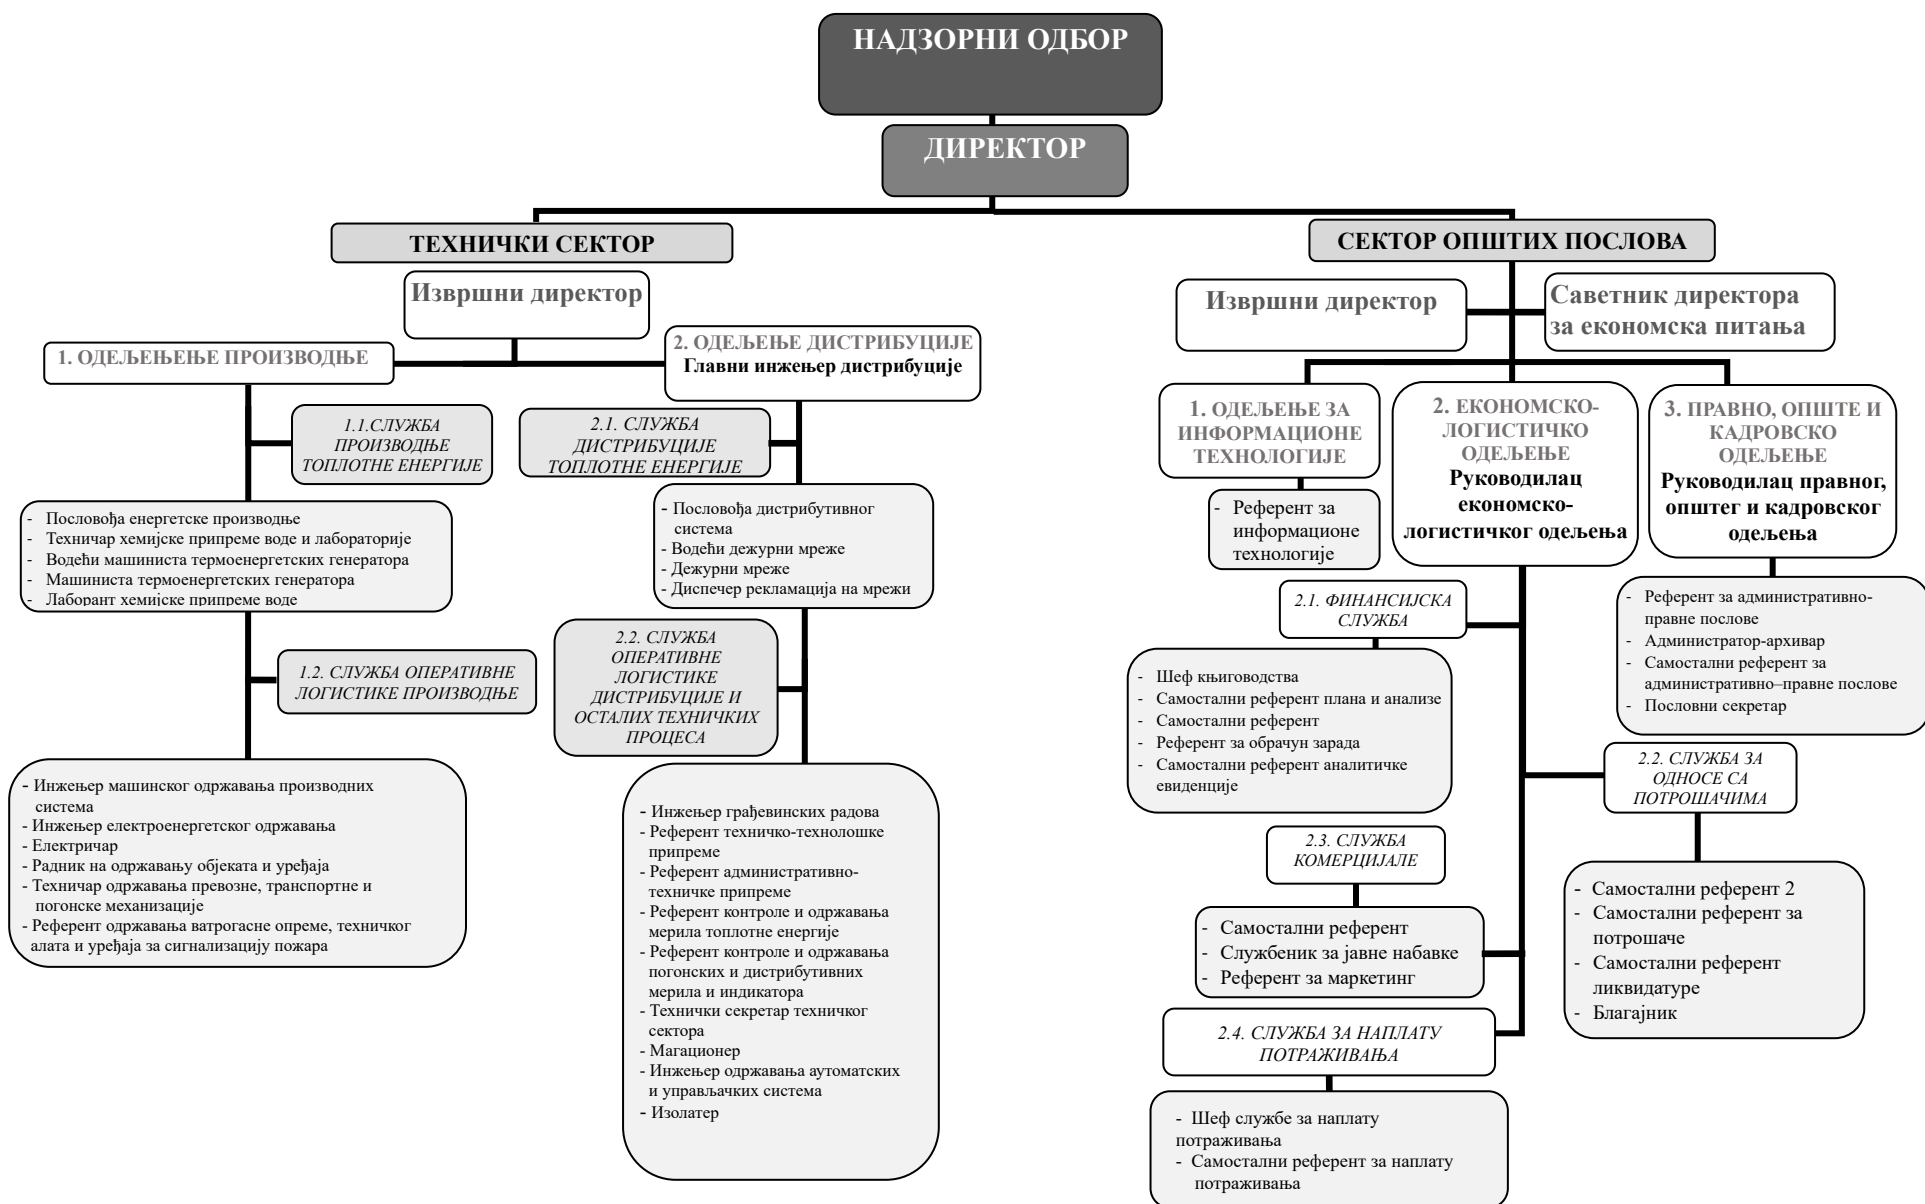 НАДЗОРНИ ОДБОР
ДИРЕКТОР
ТЕХНИЧКИ СЕКТОР
Извршни директор
1. ОДЕЉЕЊЕЊЕ ПРОИЗВОДЊЕ
2. ОДЕЉЕЊЕ ДИСТРИБУЦИЈЕ
Главни инжењер дистрибуције
1.1.СЛУЖБА
ПРОИЗВОДЊЕ
ТОПЛОТНЕ ЕНЕРГИЈЕ
2.1. СЛУЖБА
ДИСТРИБУЦИЈЕ
ТОПЛОТНЕ ЕНЕРГИЈЕ
- Пословођа енергетске производње
- Техничар хемијске припреме воде и лабораторије
- Водећи машиниста термоенергетских генератора
- Машиниста термоенергетских генератора
- Лаборант хемијске припреме воде
- Пословођа дистрибутивног
система
- Водећи дежурни мреже
- Дежурни мреже
- Диспечер рекламација на мрежи
1.2. СЛУЖБА ОПЕРАТИВНЕ
ЛОГИСТИКЕ ПРОИЗВОДЊЕ
2.2. СЛУЖБА
ОПЕРАТИВНЕ
ЛОГИСТИКЕ
ДИСТРИБУЦИЈЕ И
ОСТАЛИХ ТЕХНИЧКИХ
ПРОЦЕСА
- Инжењер машинског одржавања производних
система
- Инжењер електроенергетског одржавања
- Електричар
- Радник на одржавању објеката и уређаја
- Техничар одржавања превозне, транспортне и
погонске механизације
- Референт одржавања ватрогасне опреме, техничког
алата и уређаја за сигнализацију пожара
- Инжењер грађевинских радова
- Референт техничко-технолошке
припреме
- Референт административно-
техничке припреме
- Референт контроле и одржавања
мерила топлотне енергије
- Референт контроле и одржавања
погонских и дистрибутивних
мерила и индикатора
- Технички секретар техничког
сектора
- Магационер
- Инжењер одржавања аутоматских
и управљачких система
- Изолатер
СЕКТОР ОПШТИХ ПОСЛОВА
Извршни директор
Саветник директора
за економска питања
1. ОДЕЉЕЊЕ ЗА
ИНФОРМАЦИОНЕ
ТЕХНОЛОГИЈЕ
2. ЕКОНОМСКО-
ЛОГИСТИЧКО
ОДЕЉЕЊЕ
Руководилац
економско-
логистичког одељења
3. ПРАВНО, ОПШТЕ И
КАДРОВСКО
ОДЕЉЕЊЕ
Руководилац правног,
општег и кадровског
одељења
- Референт за
информационе
технологије
- Референт за административно-
правне послове
- Администратор-архивар
- Самостални референт за
административно–правне послове
- Пословни секретар
2.1. ФИНАНСИЈСКА
СЛУЖБА
- Шеф књиговодства
- Самостални референт плана и анализе
- Самостални референт
- Референт за обрачун зарада
- Самостални референт аналитичке
евиденције
2.2. СЛУЖБА ЗА
ОДНОСЕ СА
ПОТРОШАЧИМА
- Самостални референт 2
- Самостални референт за
потрошаче
- Самостални референт
ликвидатуре
- Благајник
2.3. СЛУЖБА
КОМЕРЦИЈАЛЕ
- Самостални референт
- Службеник за јавне набавке
- Референт за маркетинг
2.4. СЛУЖБА ЗА НАПЛАТУ
ПОТРАЖИВАЊА
- Шеф службе за наплату
потраживања
- Самостални референт за наплату
потраживања